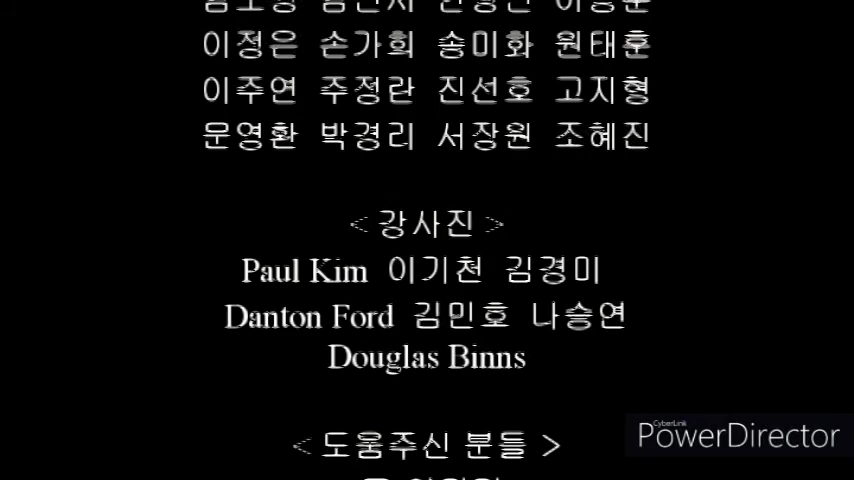 이정은 손가희 송미화 원태훈
이주연 주정란 진선호 고지형
문영환 박경리 서장원 조혜진
< 강사진 >
Paul Kim 이기천 김경미
Danton Ford 김민호 나승연
Douglas Binns
< 도움주신 분들 >
CyberLink
PowerDirector